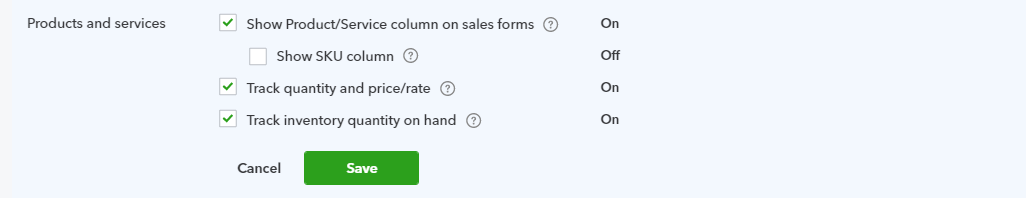 Products and services
Show Product/Service column on sales forms ? On
Show SKU column ? Off
Track quantity and price/rate ? On
Track inventory quantity on hand ? On
Cancel Save